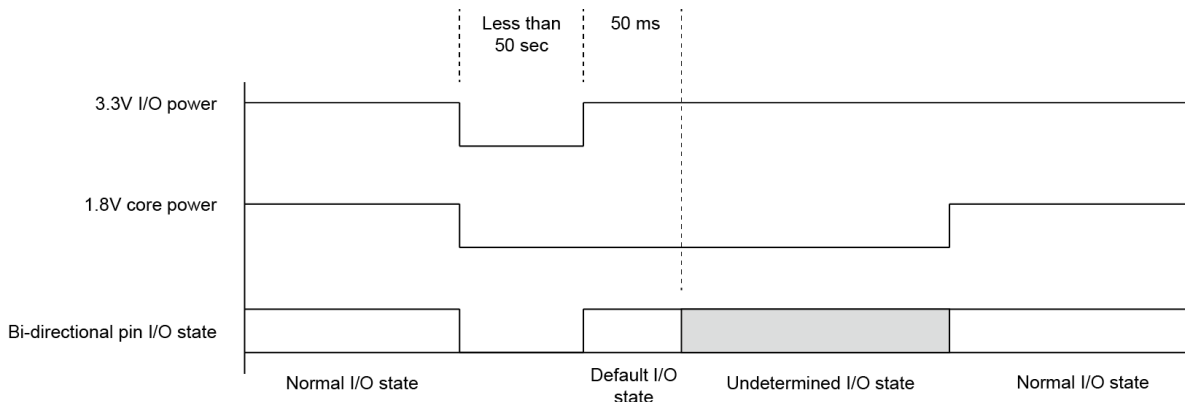 Less than
50 sec
50 ms
3.3V I/O power
1.8V core power
Bi-directional pin I/O state
Normal I/O state
Default I/O
state
Undetermined I/O state
Normal I/O state